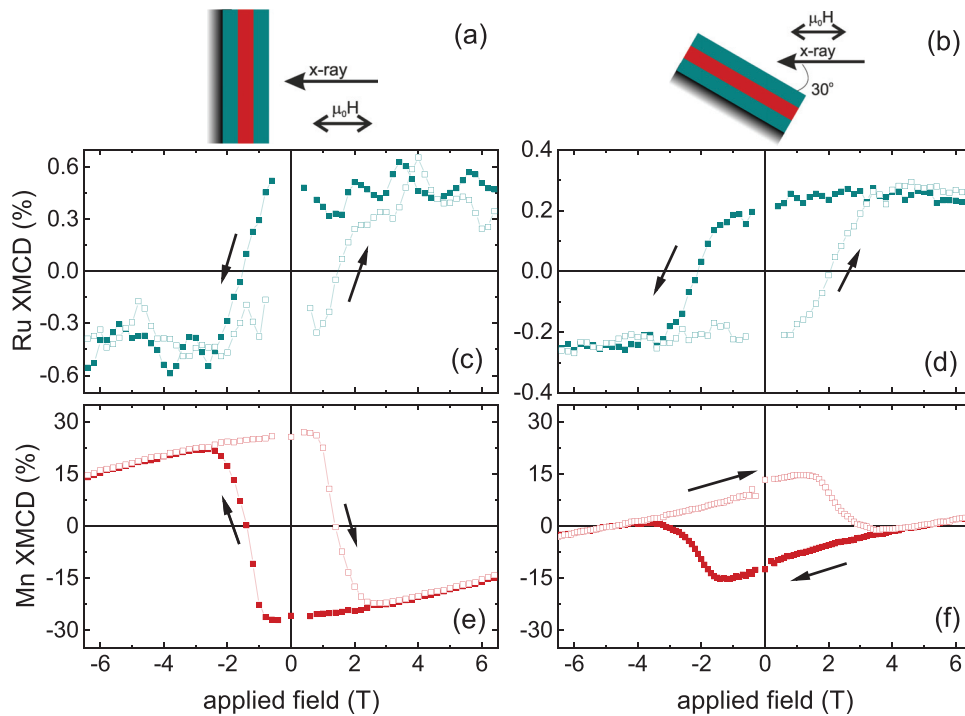 (a)
x-ray
μ₀H
(b)
μ₀H
x-ray
30°
Ru XMCD (%)
0.6
0.3
0.0
-0.3
-0.6
(c)
0.4
0.2
0.0
-0.2
-0.4
(d)
Mn XMCD (%)
30
15
0
-15
-30
(e)
30
15
0
-15
-30
(f)
-6 -4 -2 0 2 4 6
applied field (T)
-6 -4 -2 0 2 4 6
applied field (T)